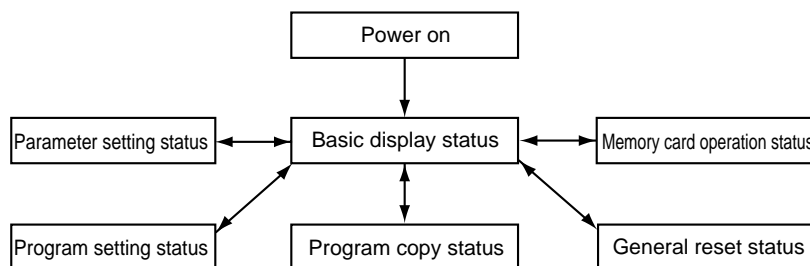 Power on
Parameter setting status
Basic display status
Memory card operation status
Program setting status
Program copy status
General reset status